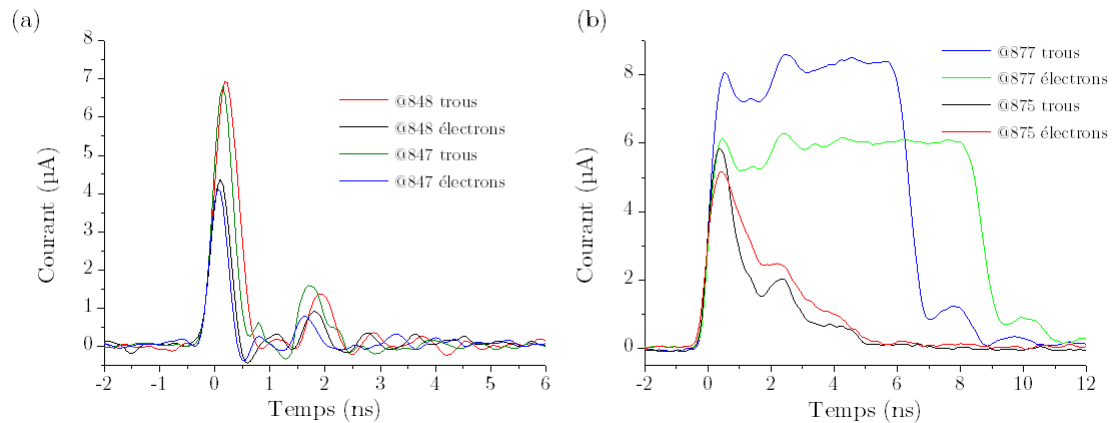 (a)
8
7
6
5
4
3
2
1
0
Courant (µA)
-2
-1
0
1
2
3
4
5
6
Temps (ns)
@848 trous
@848 électrons
@847 trous
@847 électrons
(b)
8
6
4
2
0
Courant (µA)
-2
0
2
4
6
8
10
12
Temps (ns)
@877 trous
@877 électrons
@875 trous
@875 électrons